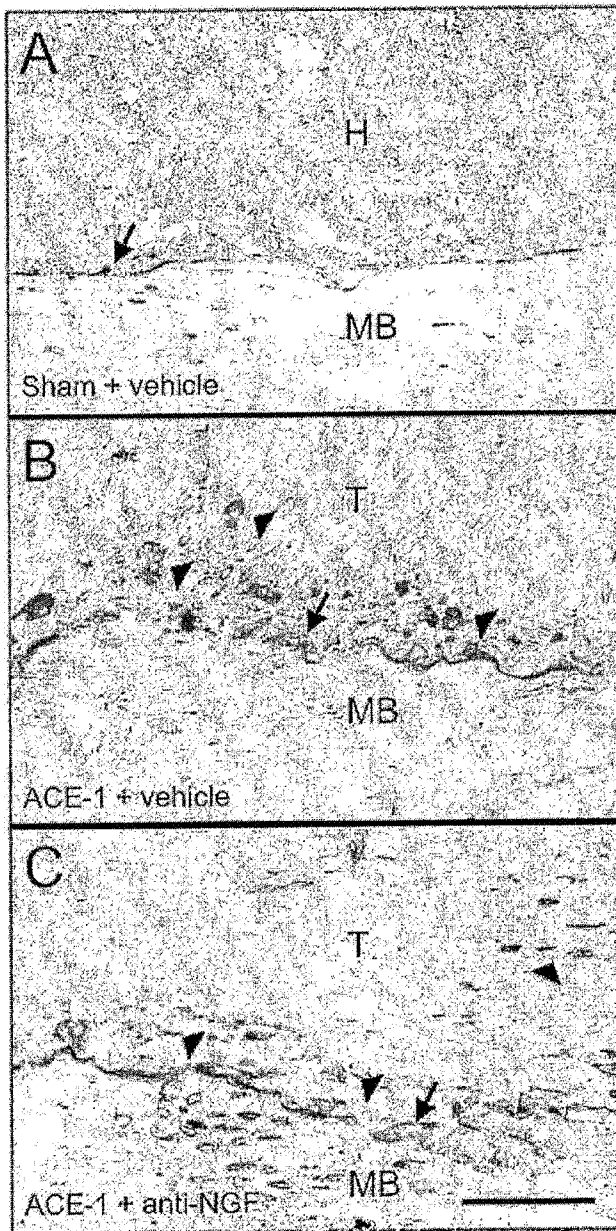 A
H
MB
Sham + vehicle
B
T
MB
ACE-1 + vehicle
C
T
MB
ACE-1 + anti-NGF